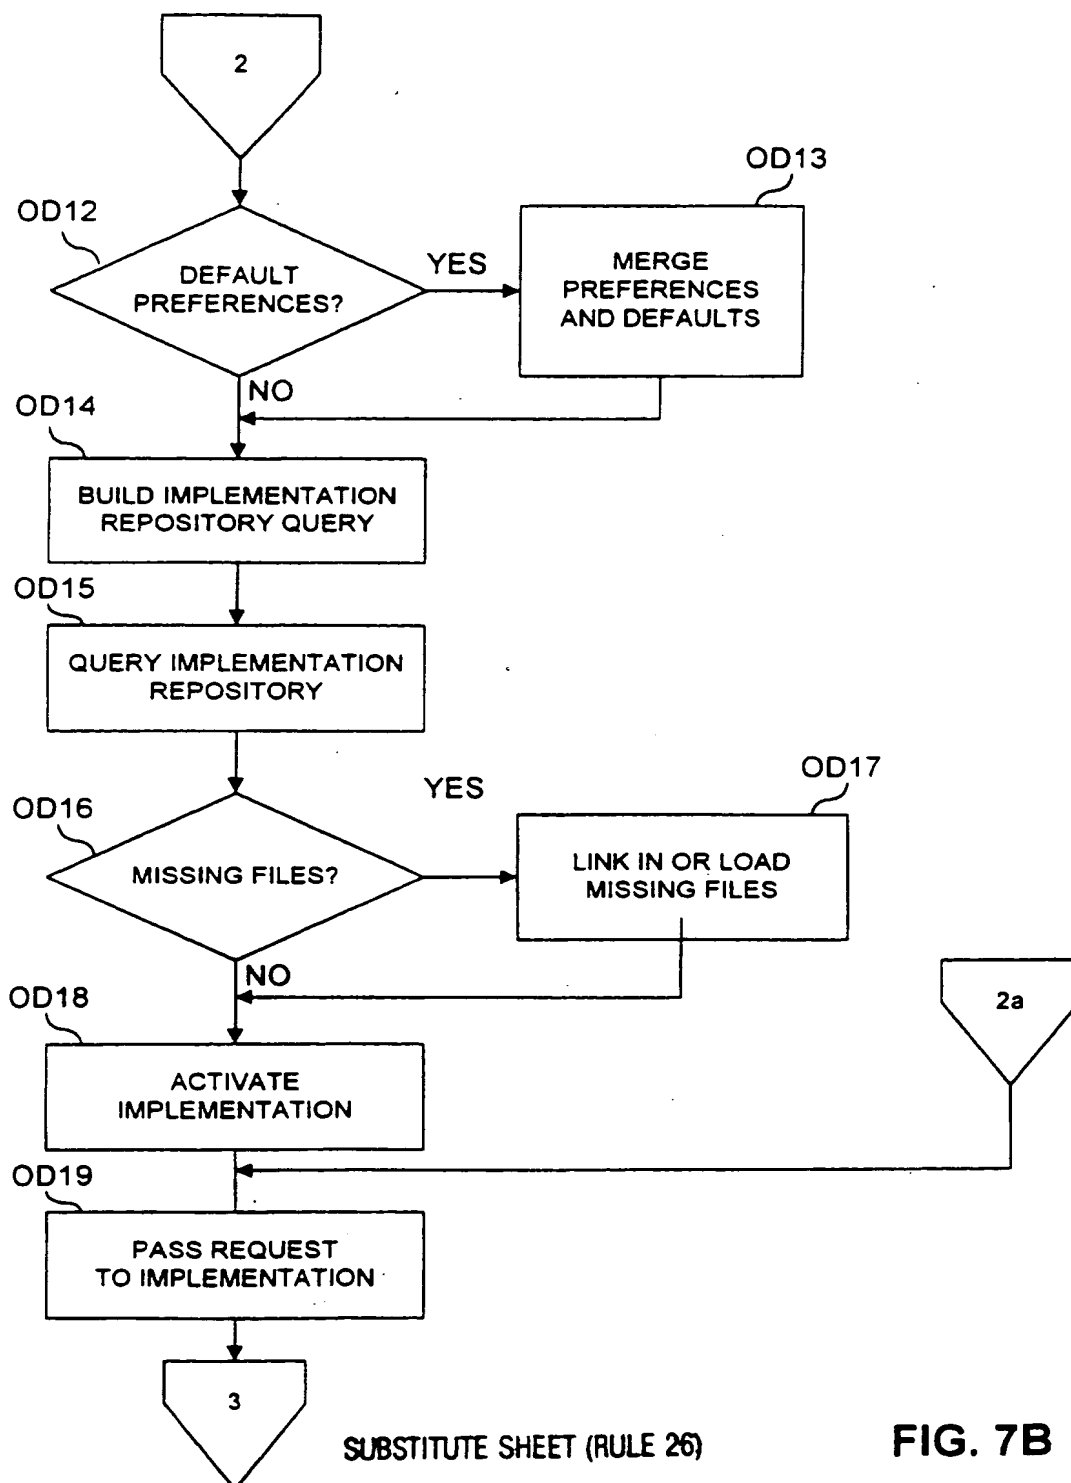 2
OD12
DEFAULT
PREFERENCES?
YES
OD13
MERGE
PREFERENCES
AND DEFAULTS
NO
OD14
BUILD IMPLEMENTATION
REPOSITORY QUERY
OD15
QUERY IMPLEMENTATION
REPOSITORY
OD16
MISSING FILES?
YES
OD17
LINK IN OR LOAD
MISSING FILES
NO
2a
OD18
ACTIVATE
IMPLEMENTATION
OD19
PASS REQUEST
TO IMPLEMENTATION
3
SUBSTITUTE SHEET (RULE 26)
FIG. 7B